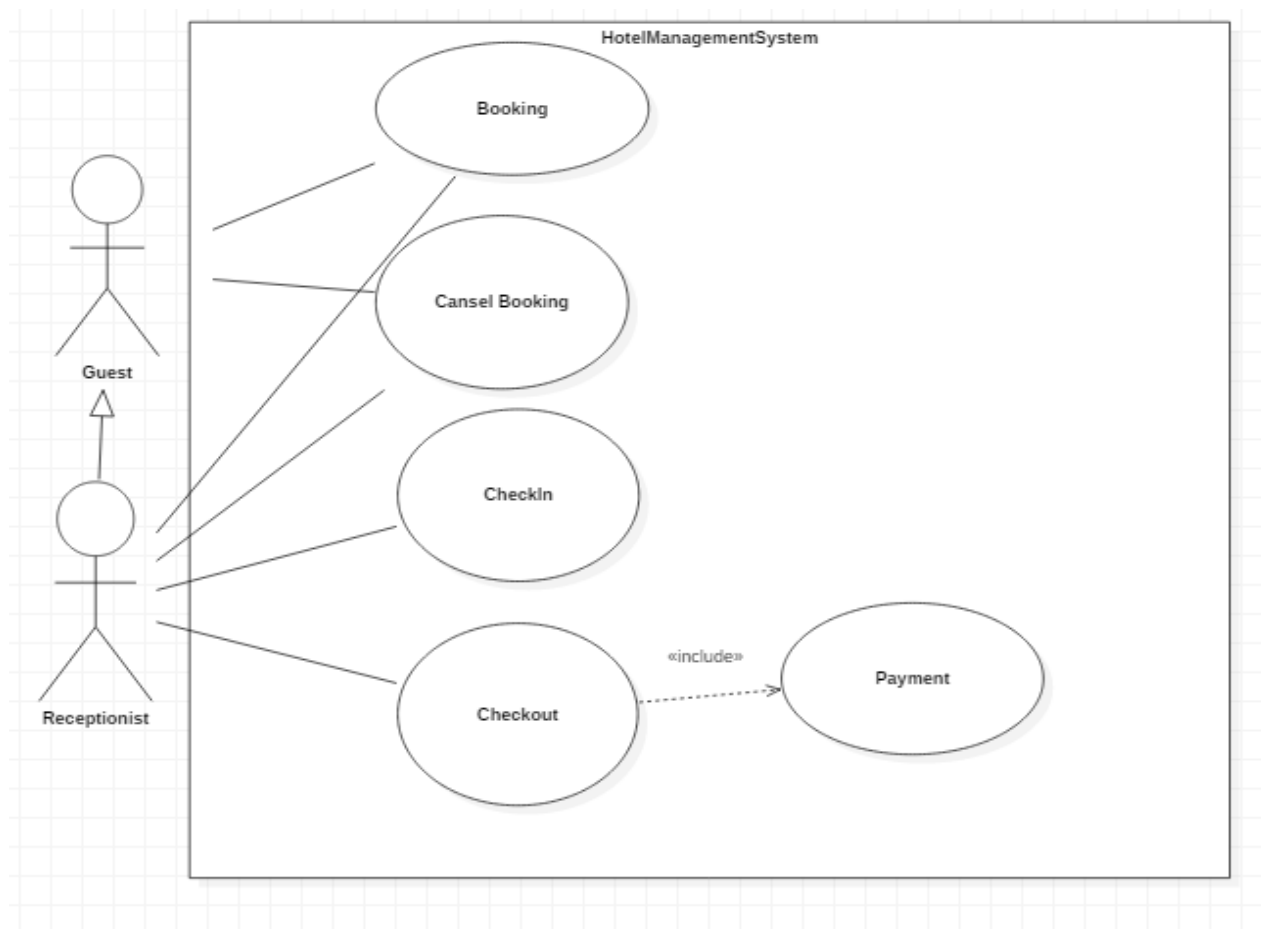 HotelManagementSystem
Booking
Cansel Booking
Guest
CheckIn
«include»
Payment
Checkout
Receptionist